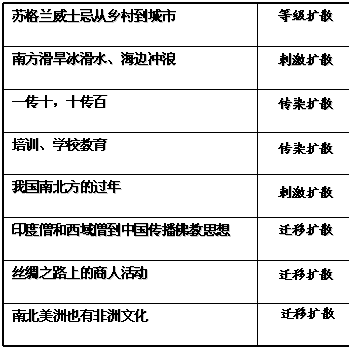 苏格兰威士忌从乡村到城市 等级扩散
南方滑旱冰滑水、海边冲浪 刺激扩散
一传十，十传百 传染扩散
培训、学校教育 传染扩散
我国南北方的过年 刺激扩散
印度僧和西域僧到中国传播佛教思想 迁移扩散
丝绸之路上的商人活动 迁移扩散
南北美洲也有非洲文化 迁移扩散